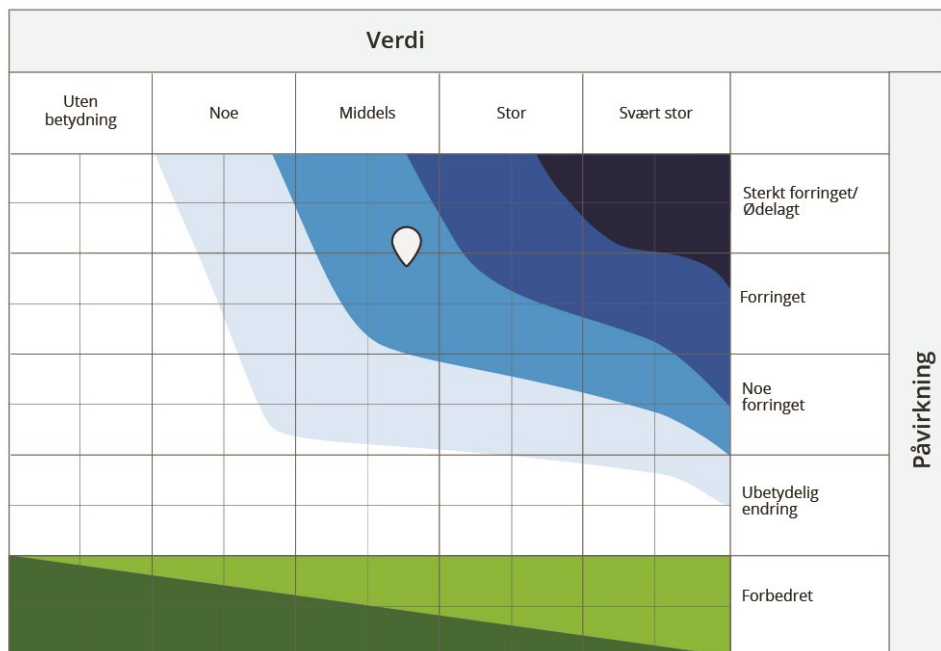 Verdi
Uten
betydning
Noe
Middels
Stor
Svært stor
Sterkt forringet/
Ødelagt
Forringet
Noe
forringet
Ubetydelig
endring
Forbedret
Påvirkning